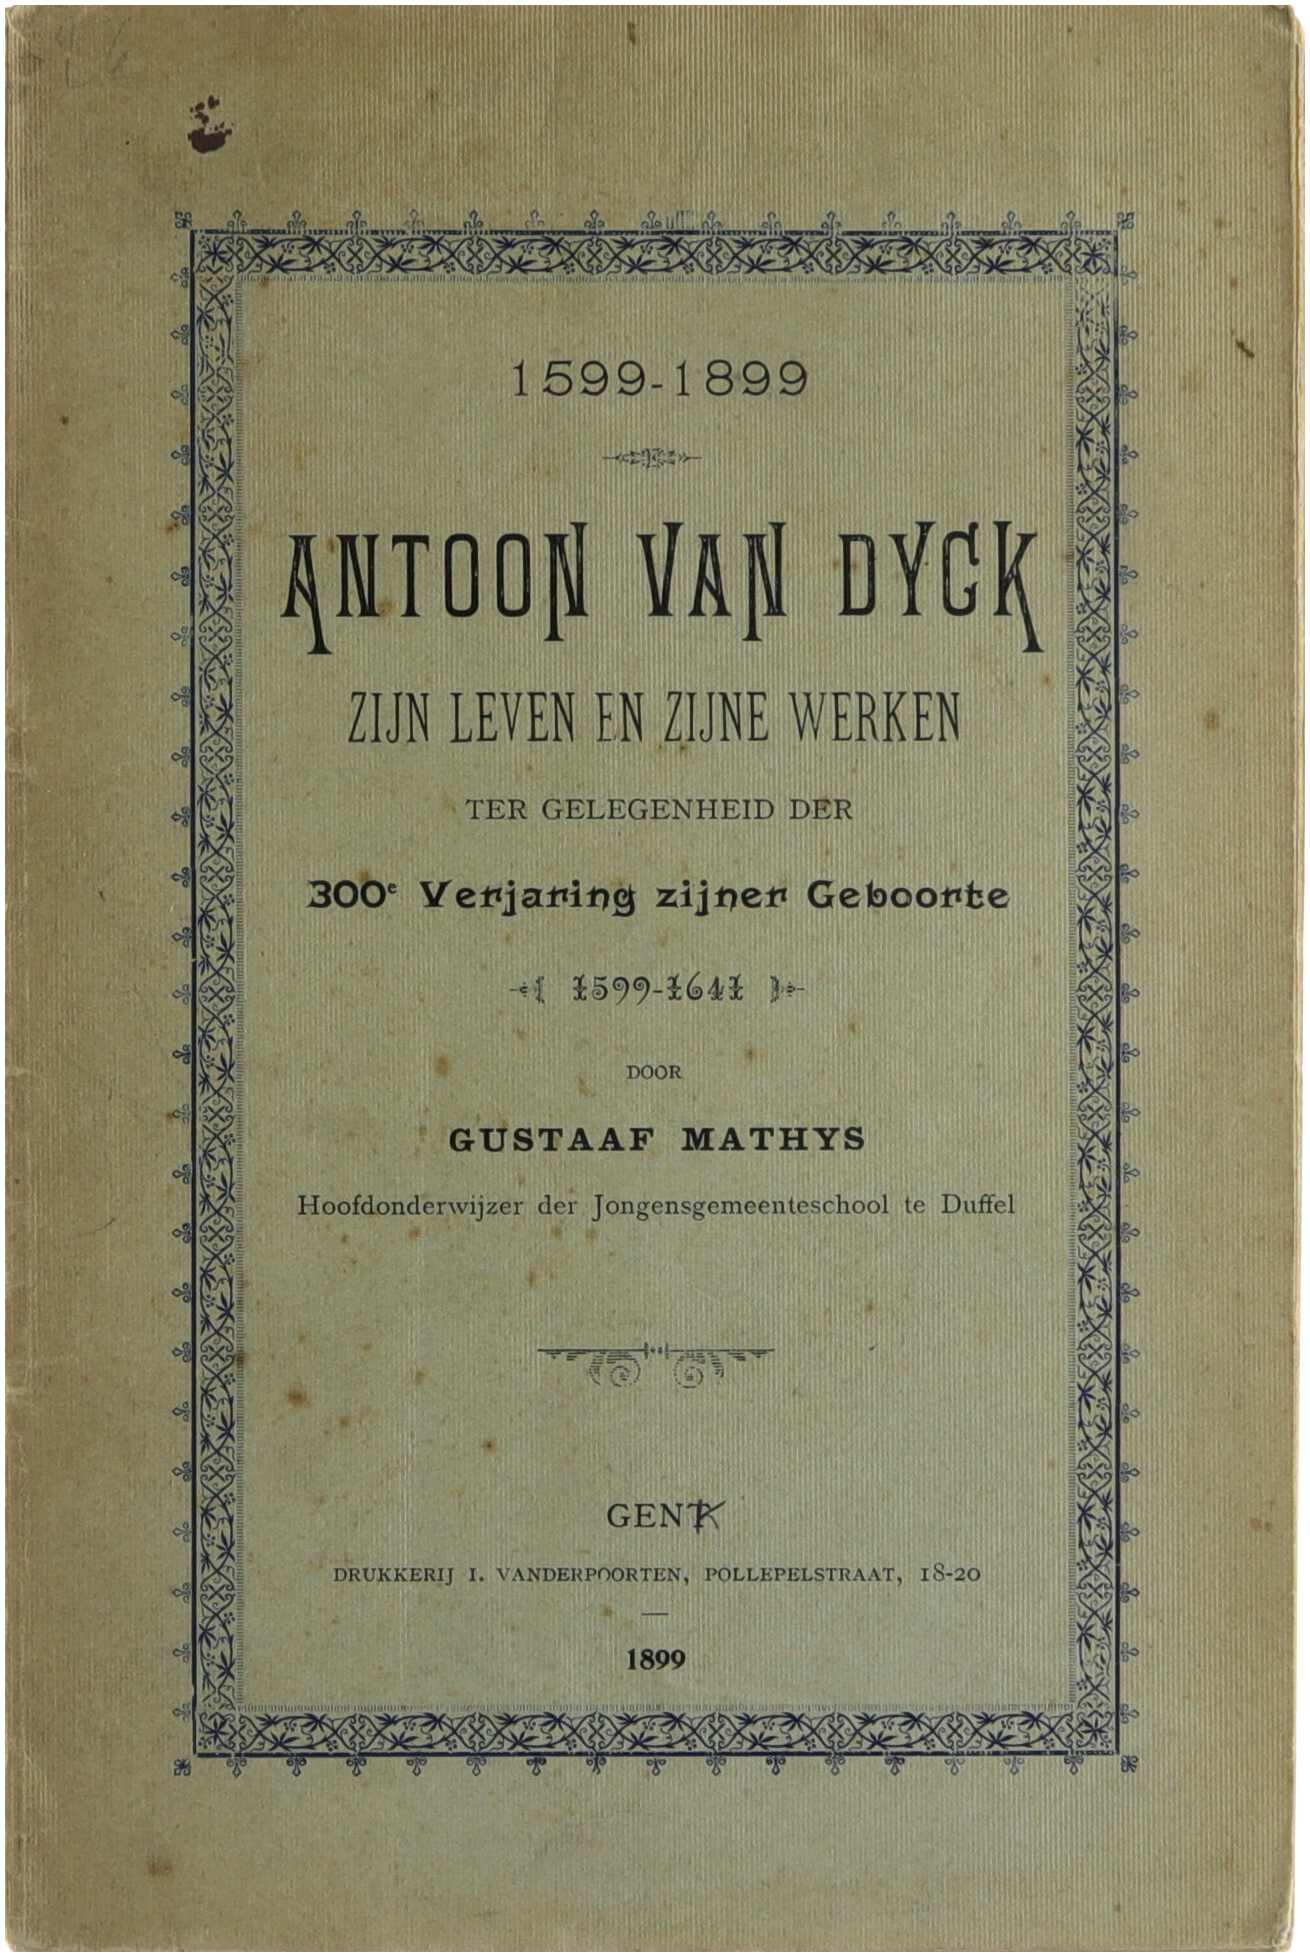 1599-1899
ANTOON VAN DYCK
ZIJN LEVEN EN ZIJNE WERKEN
TER GELEGENHEID DER
300e Verjaring zijner Geboorte
1599-1641
DOOR
GUSTAAF MATHYS
Hoofdonderwijzer der Jongensgemeenteschool te Duffel
GENT
DRUKKERIJ I. VANDERPOORTEN, POLLEPELSTRAAT, 18-20
1899